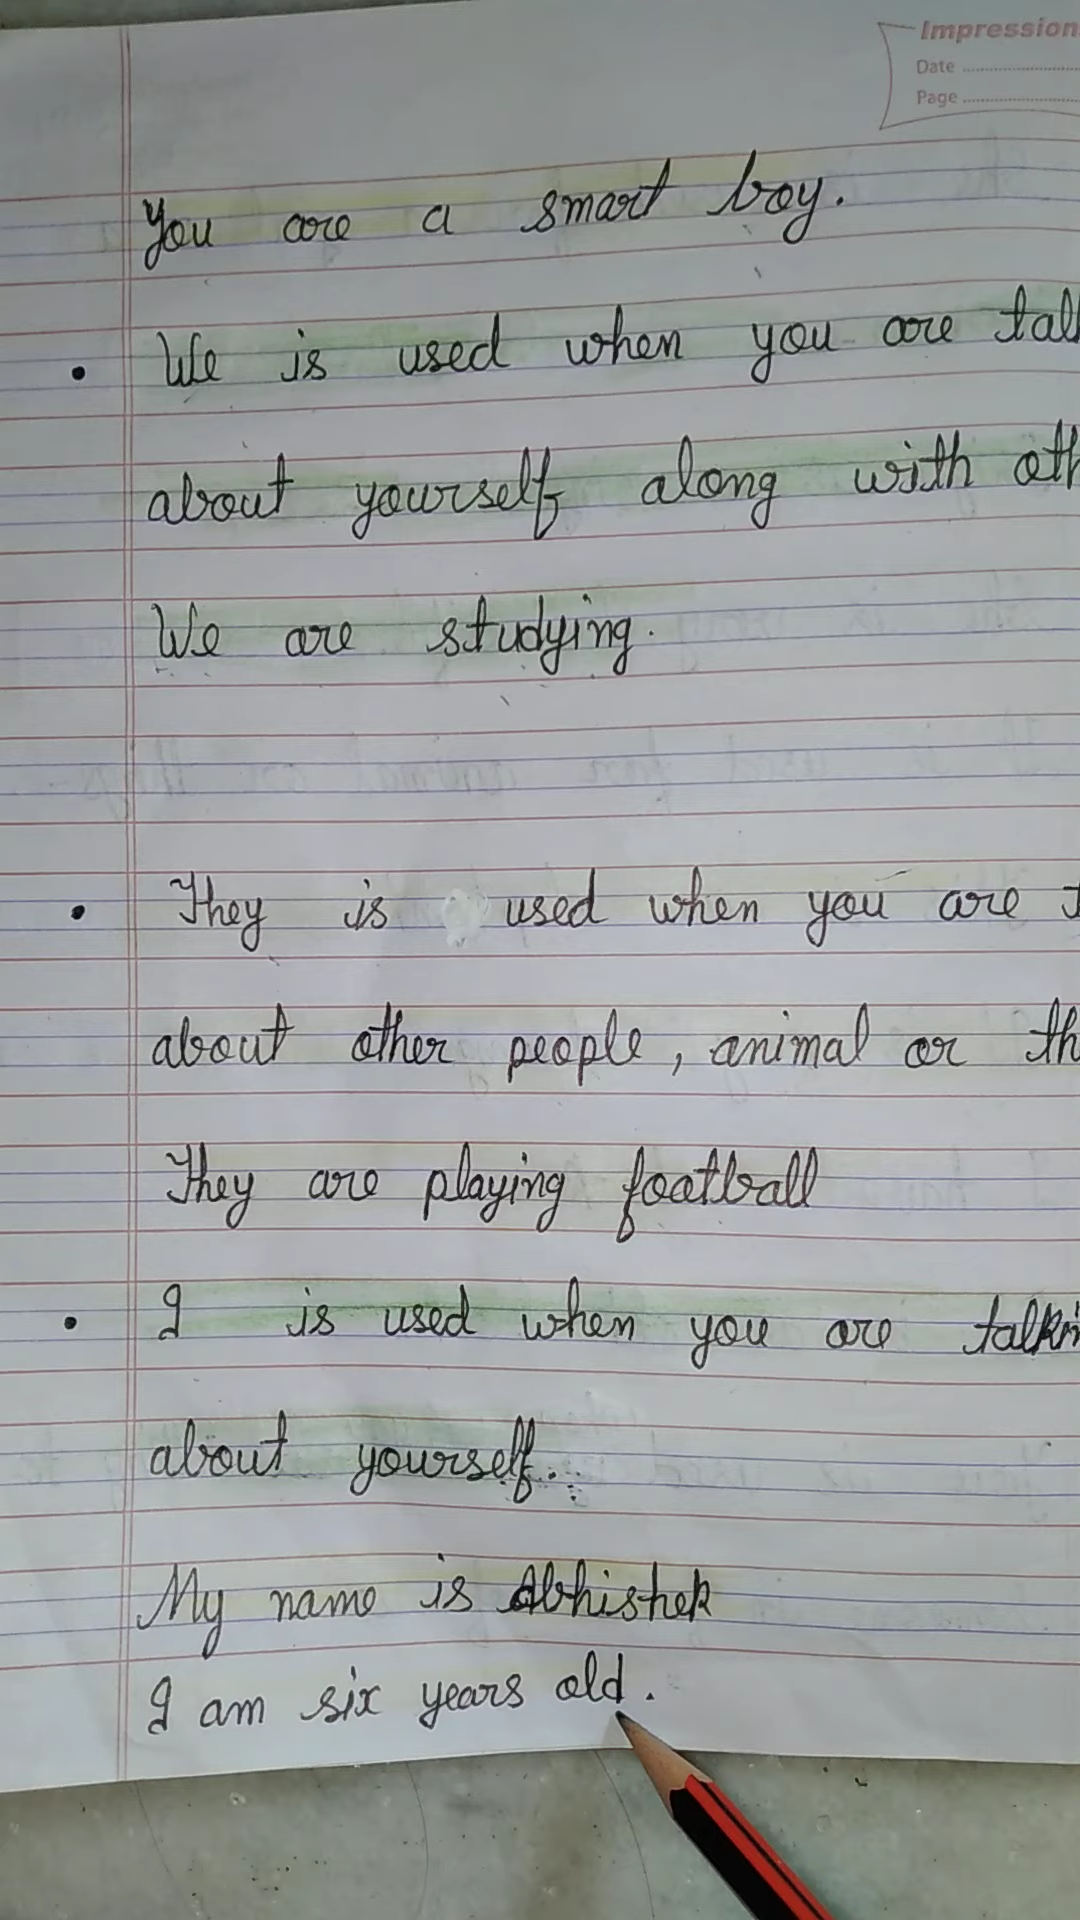 Impression
Date
Page
You are a smart boy.
• We is used when you are
about yourself along with
We are studying.
• They is used when you are
about other people, animal or
They are playing football
• I is used when you are
about yourself.
My name is Abhishek
I am six years old.